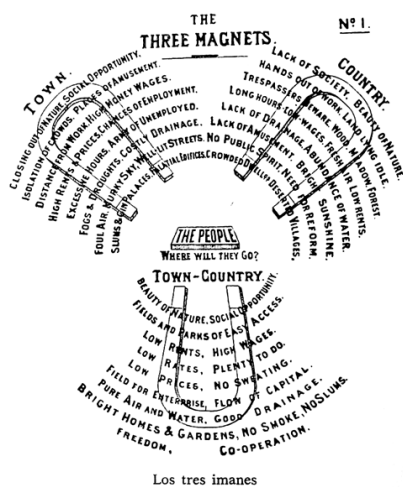 THE
THREE MAGNETS.
Nº 1.
TOWN.
CLOSING OUT OF NATURE. SOCIAL OPPORTUNITY.
ISOLATION OF CROWDS. PLACES OF AMUSEMENT.
DISTANCE FROM WORK. HIGH MONEY WAGES.
HIGH RENTS & PRICES. CHANCES OF EMPLOYMENT.
EXCESSIVE HOURS. ARMY OF UNEMPLOYED.
FOGS & DROUGHTS. COSTLY DRAINAGE.
FOUL AIR. MURKY SKY. WELL-LIT STREETS.
SLUMS & GIN PALACES. PALATIAL EDIFICES.
COUNTRY.
LACK OF SOCIETY. BEAUTY OF NATURE.
HANDS OUT OF WORK. LAND LYING IDLE.
TRESPASSERS BEWARE. WOOD, MEADOW, FOREST.
LONG HOURS LOW WAGES. FRESH AIR. LOW RENTS.
LACK OF DRAINAGE. ABUNDANCE OF WATER.
LACK OF AMUSEMENT. BRIGHT SUNSHINE.
NO PUBLIC SPIRIT. NEED FOR REFORM.
CROWDED DWELLGS DESERTED VILLAGES,
THE PEOPLE
WHERE WILL THEY GO?
TOWN-COUNTRY.
BEAUTY OF NATURE, SOCIAL OPPORTUNITY.
FIELDS AND PARKS OF EASY ACCESS.
LOW RENTS, HIGH WAGES.
LOW RATES, PLENTY TO DO.
LOW PRICES, NO SWEATING.
FIELD FOR ENTERPRISE, FLOW OF CAPITAL.
PURE AIR AND WATER, GOOD DRAINAGE.
BRIGHT HOMES & GARDENS, NO SMOKE, NO SLUMS.
FREEDOM. CO-OPERATION.
Los tres imanes